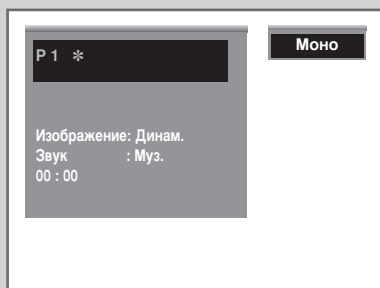 P 1 ✻
Моно
Изображение: Динам.
Звук : Муз.
00 : 00